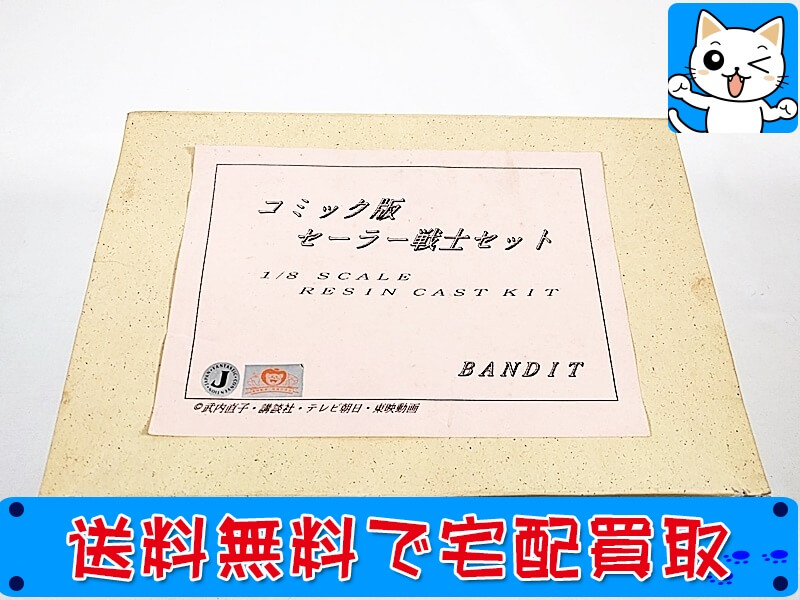 コミック版
セーラー戦士セット
1/8 SCALE
RESIN CAST KIT
BANDIT
J
©武内直子・講談社・テレビ朝日・東映動画
送料無料で宅配買取